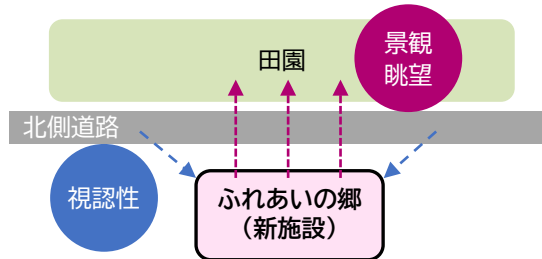 景観
眺望
田園
北側道路
視認性
ふれあいの郷
（新施設）